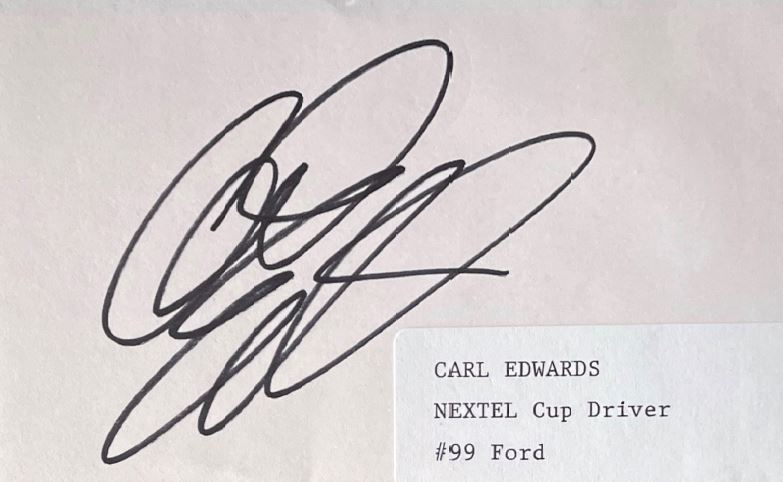 CARL EDWARDS
NEXTEL Cup Driver
#99 Ford